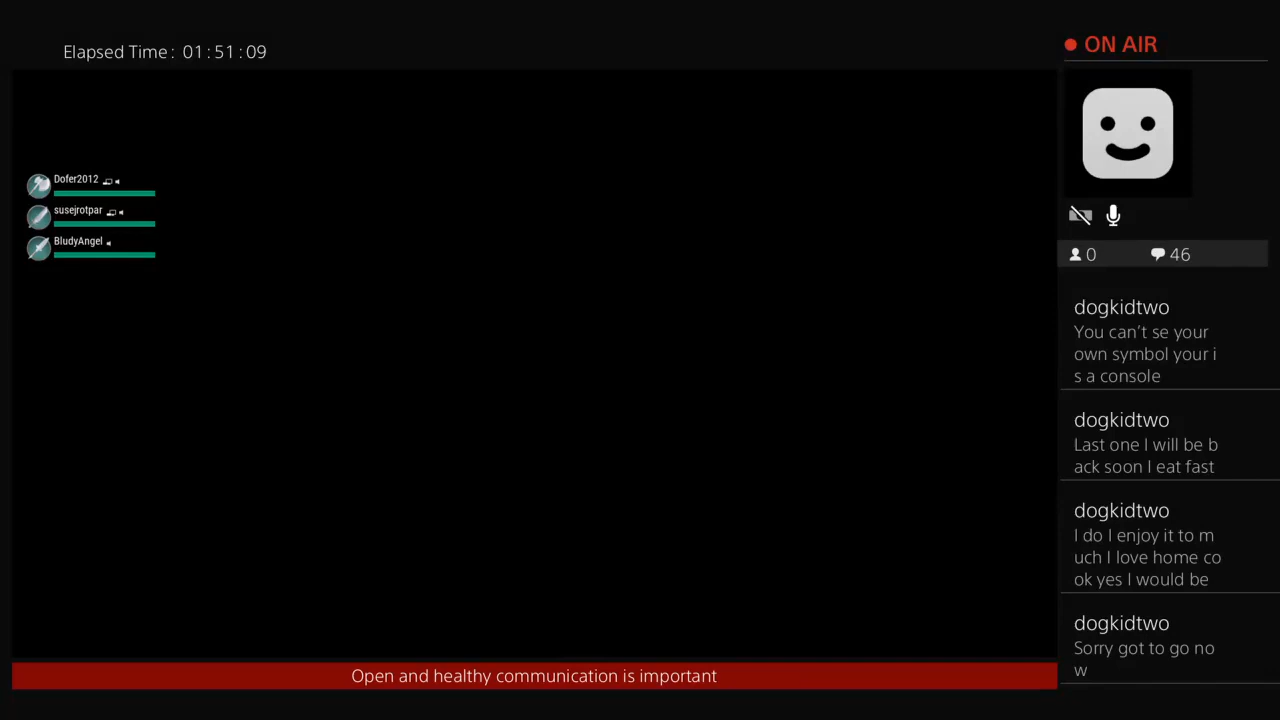 Elapsed Time: 01:51:09
ON AIR
Dofer2012
susejrotpar
BludyAngel
0 46
dogkidtwo
You can't se your
own symbol your i
s a console
dogkidtwo
Last one I will be b
ack soon I eat fast
dogkidtwo
I do I enjoy it to m
uch I love home co
ok yes I would be
dogkidtwo
Sorry got to go no
w
Open and healthy communication is important